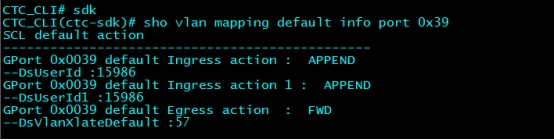 CTC_CLI# sdk
CTC_CLI(ctc-sdk)# sho vlan mapping default info port 0x39
SCL default action
------------------------------------------------
GPort 0x0039 default Ingress action :  APPEND
--DsUserId :15986
GPort 0x0039 default Ingress action 1 :  APPEND
--DsUserId1 :15986
GPort 0x0039 default Egress action  :  FWD
--DsVlanXlateDefault :57